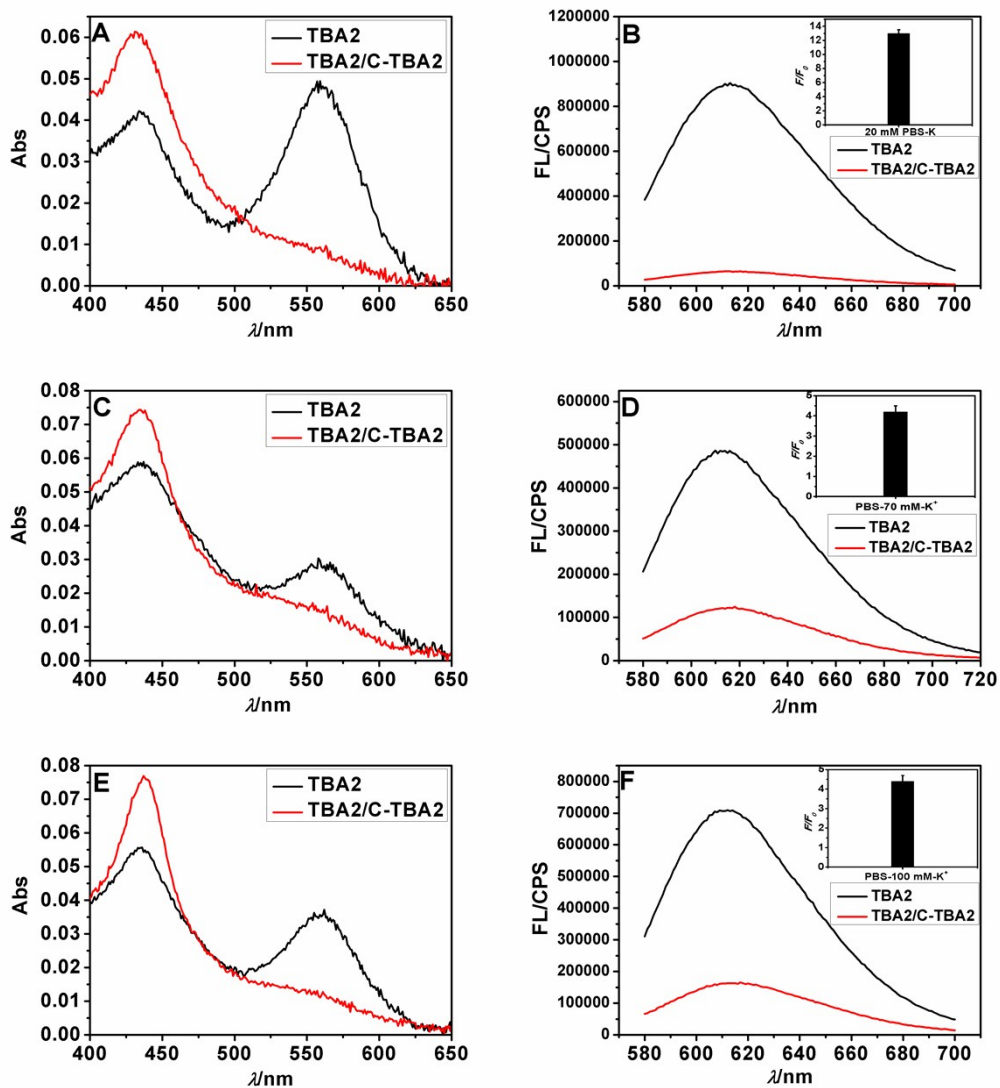 A
TBA2
TBA2/C-TBA2
Abs
0.06
0.05
0.04
0.03
0.02
0.01
0.00
400 450 500 550 600 650
λ/nm
B
FL/CPS
1200000
1100000
1000000
900000
800000
700000
600000
500000
400000
300000
200000
100000
0
580 600 620 640 660 680 700
λ/nm
F/F0
14
12
10
8
6
4
2
0
20 mM PBS-K
TBA2
TBA2/C-TBA2
C
TBA2
TBA2/C-TBA2
Abs
0.08
0.07
0.06
0.05
0.04
0.03
0.02
0.01
0.00
400 450 500 550 600 650
λ/nm
D
FL/CPS
600000
500000
400000
300000
200000
100000
0
580 600 620 640 660 680 700 720
λ/nm
F/F0
5
4
3
2
1
0
PBS-70 mM-K⁺
TBA2
TBA2/C-TBA2
E
TBA2
TBA2/C-TBA2
Abs
0.08
0.07
0.06
0.05
0.04
0.03
0.02
0.01
0.00
400 450 500 550 600 650
λ/nm
F
FL/CPS
800000
700000
600000
500000
400000
300000
200000
100000
0
580 600 620 640 660 680 700
λ/nm
F/F0
5
4
3
2
1
0
PBS-100 mM-K⁺
TBA2
TBA2/C-TBA2